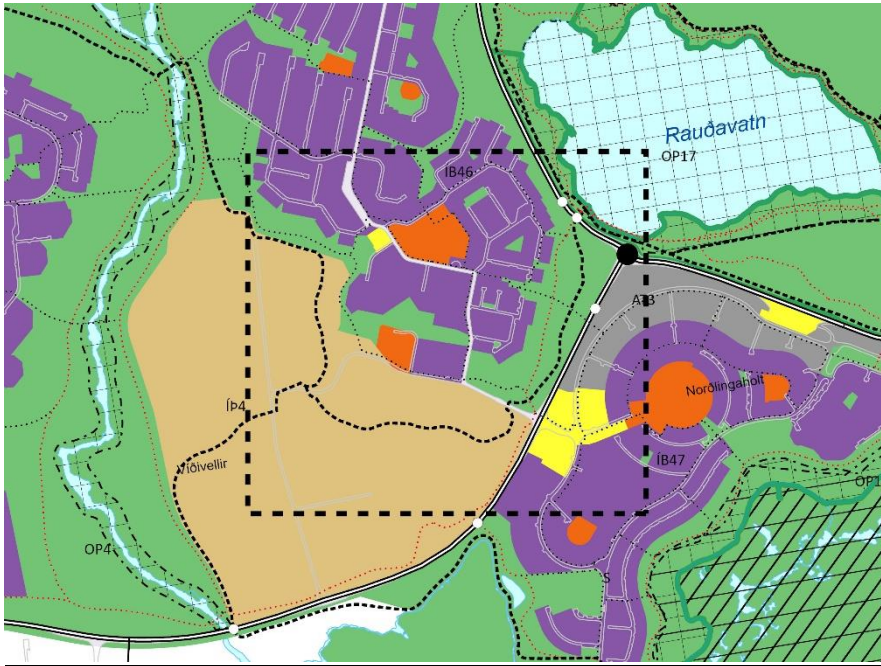 Rauðavatn
OP17
ÍB46
AT3
Norðlingaholt
ÍÞ4
Víðivellir
ÍB47
OP1
OP4
S